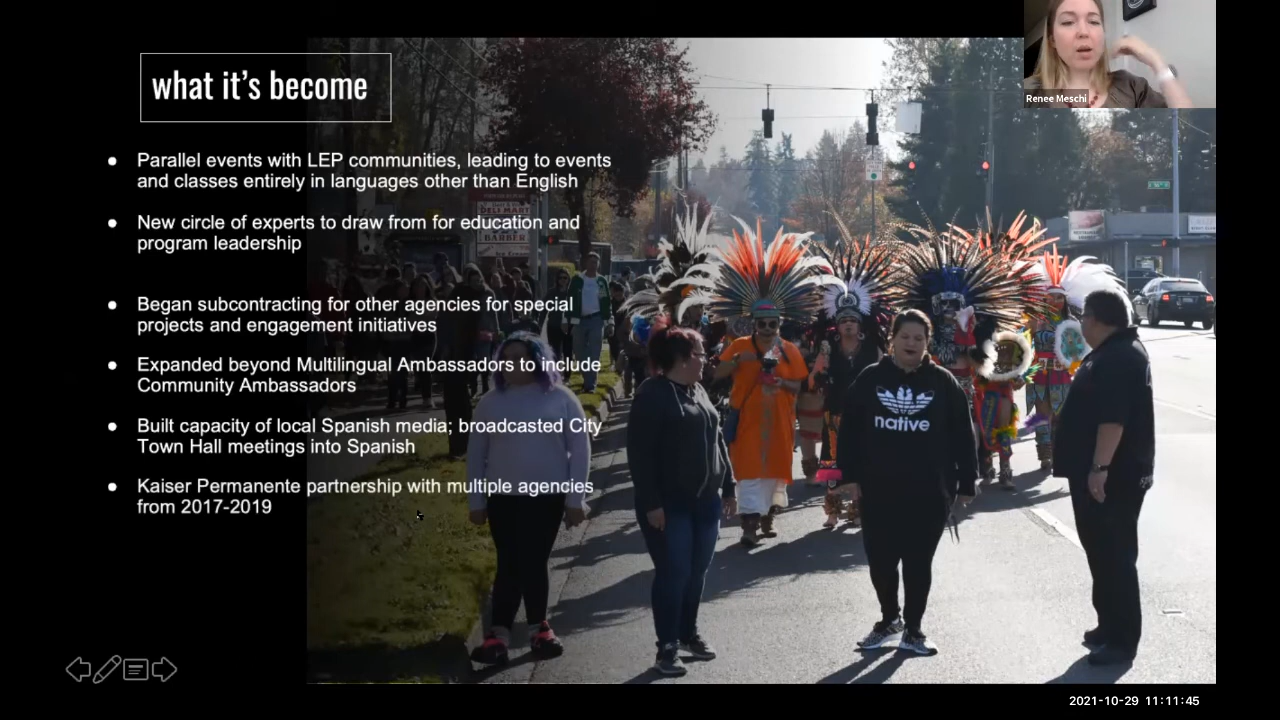 what it's become
Renee Meschi
Parallel events with LEP communities, leading to events
and classes entirely in languages other than English
New circle of experts to draw from for education and
program leadership
Began subcontracting for other agencies for special
projects and engagement initiatives
Expanded beyond Multilingual Ambassadors to include
Community Ambassadors
Built capacity of local Spanish media; broadcasted City
Town Hall meetings into Spanish
Kaiser Permanente partnership with multiple agencies
from 2017-2019
BARBER
native
2021-10-29 11:11:45